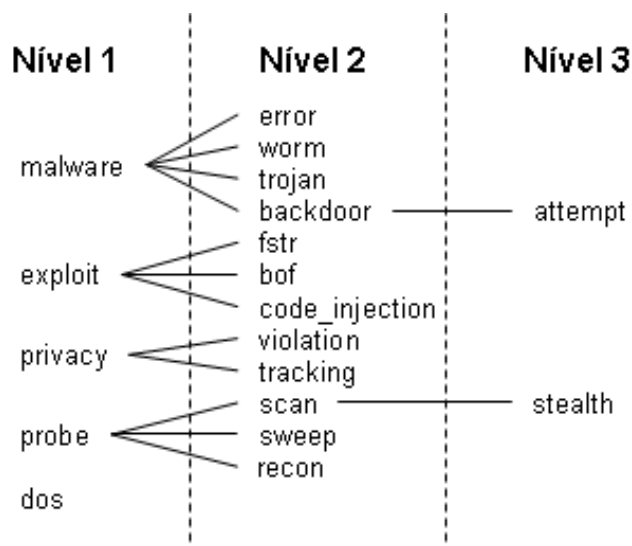 Nível 1 Nível 2 Nível 3
error
worm
malware
trojan
backdoor attempt
fstr
exploit bof
code_injection
violation
privacy
tracking
scan stealth
probe sweep
recon
dos